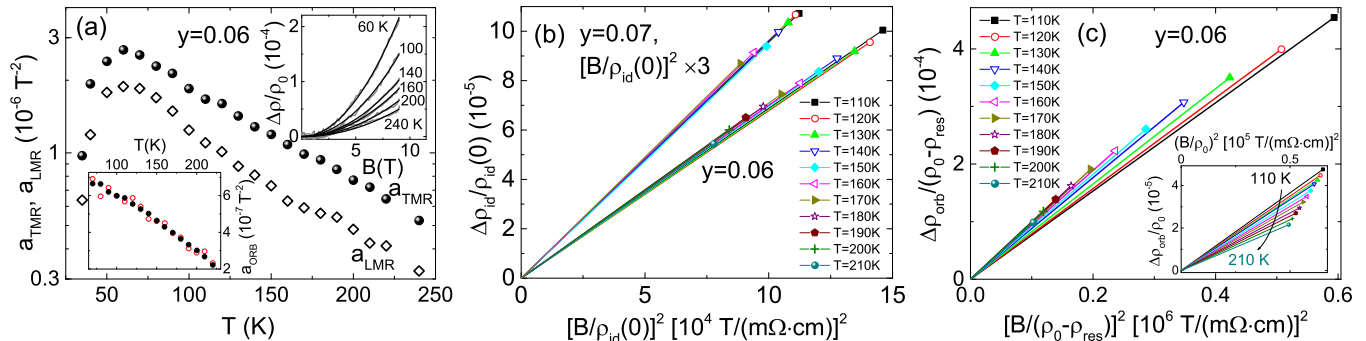 (a)
y=0.06
a_TMR, a_LMR (10^-6 T^-2)
3
1
0.3
0 50 100 150 200 250
T (K)
a_TMR
a_LMR
Δρ/ρ_0 (10^-4)
2
1
0
60 K
100
140
160
200
240 K
0 5 10
B(T)
T(K)
100 150 200
6
4
2
a_ORB (10^-7 T^-2)
(b)
y=0.07,
[B/ρ_id(0)]^2 ×3
y=0.06
Δρ_id/ρ_id(0) (10^-5)
10
8
6
4
2
0
0 5 10 15
[B/ρ_id(0)]^2 [10^4 T/(mΩ·cm)]^2
T=110K
T=120K
T=130K
T=140K
T=150K
T=160K
T=170K
T=180K
T=190K
T=200K
T=210K
(c)
y=0.06
Δρ_orb/(ρ_0-ρ_res) (10^-4)
4
2
0
0.0 0.2 0.4 0.6
[B/(ρ_0-ρ_res)]^2 [10^6 T/(mΩ·cm)]^2
T=110K
T=120K
T=130K
T=140K
T=150K
T=160K
T=170K
T=180K
T=190K
T=200K
T=210K
(B/ρ_0)^2 [10^5 T/(mΩ·cm)]^2
0.0 0.5
Δρ_orb/ρ_0 (10^-5)
4
2
0
110 K
210 K